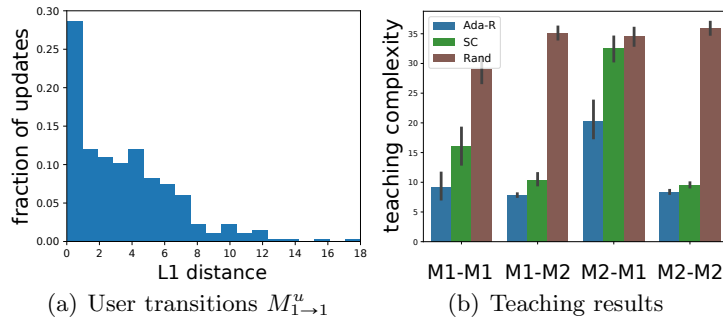 fraction of updates
0.30
0.25
0.20
0.15
0.10
0.05
0.00
0 2 4 6 8 10 12 14 16 18
L1 distance
(a) User transitions M^u_{1→1}
teaching complexity
35
30
25
20
15
10
5
0
Ada-R
SC
Rand
M1-M1 M1-M2 M2-M1 M2-M2
(b) Teaching results